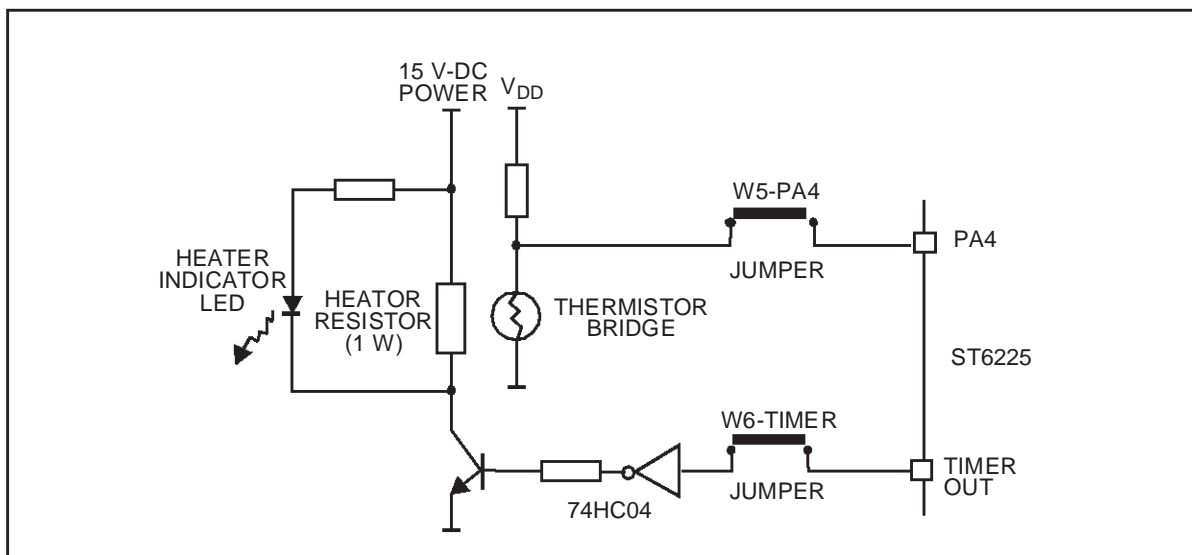 15 V-DC
POWER
VDD
W5-PA4
PA4
JUMPER
HEATER
INDICATOR
LED
HEATOR
RESISTOR
(1 W)
THERMISTOR
BRIDGE
ST6225
W6-TIMER
TIMER
OUT
JUMPER
74HC04